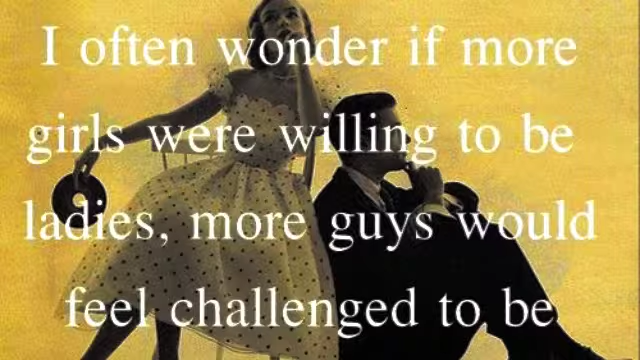 I often wonder if more
girls were willing to be
ladies, more guys would
feel challenged to be